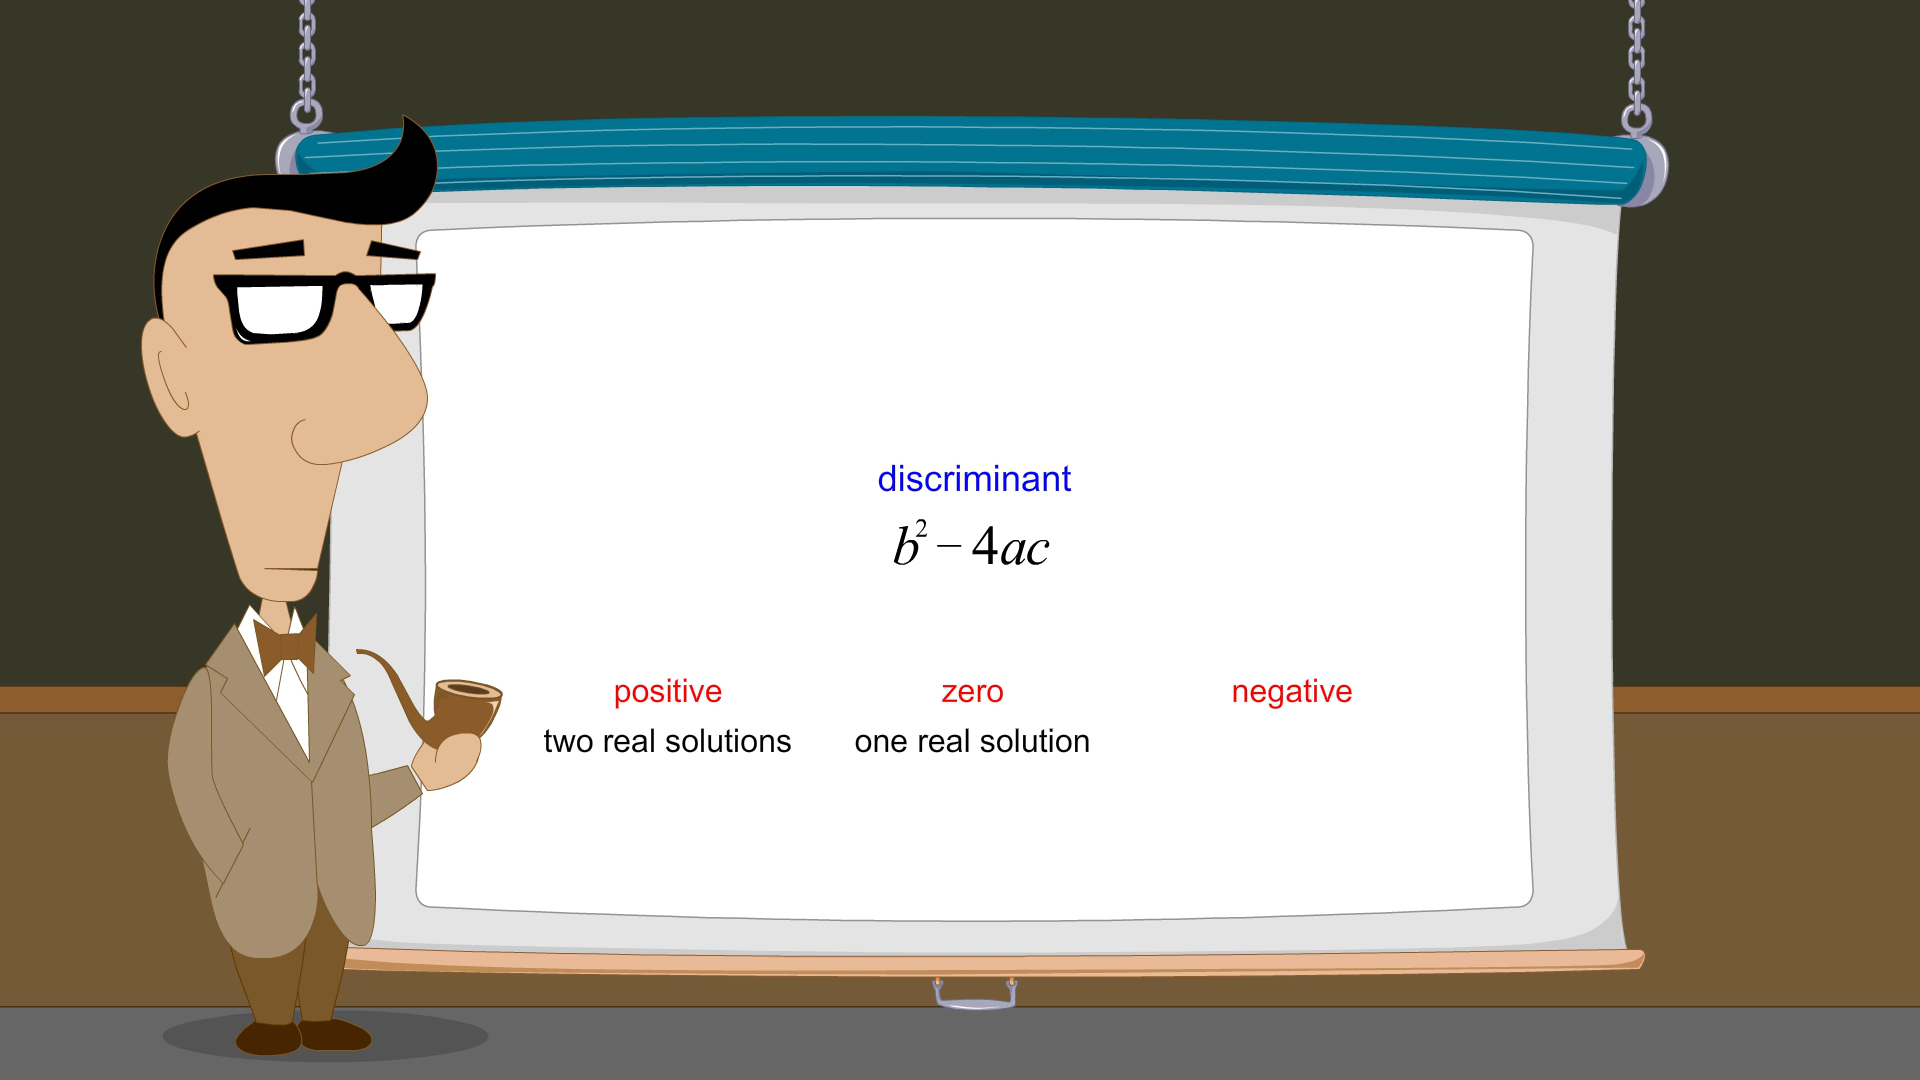 discriminant
b² − 4ac
positive zero negative
two real solutions one real solution